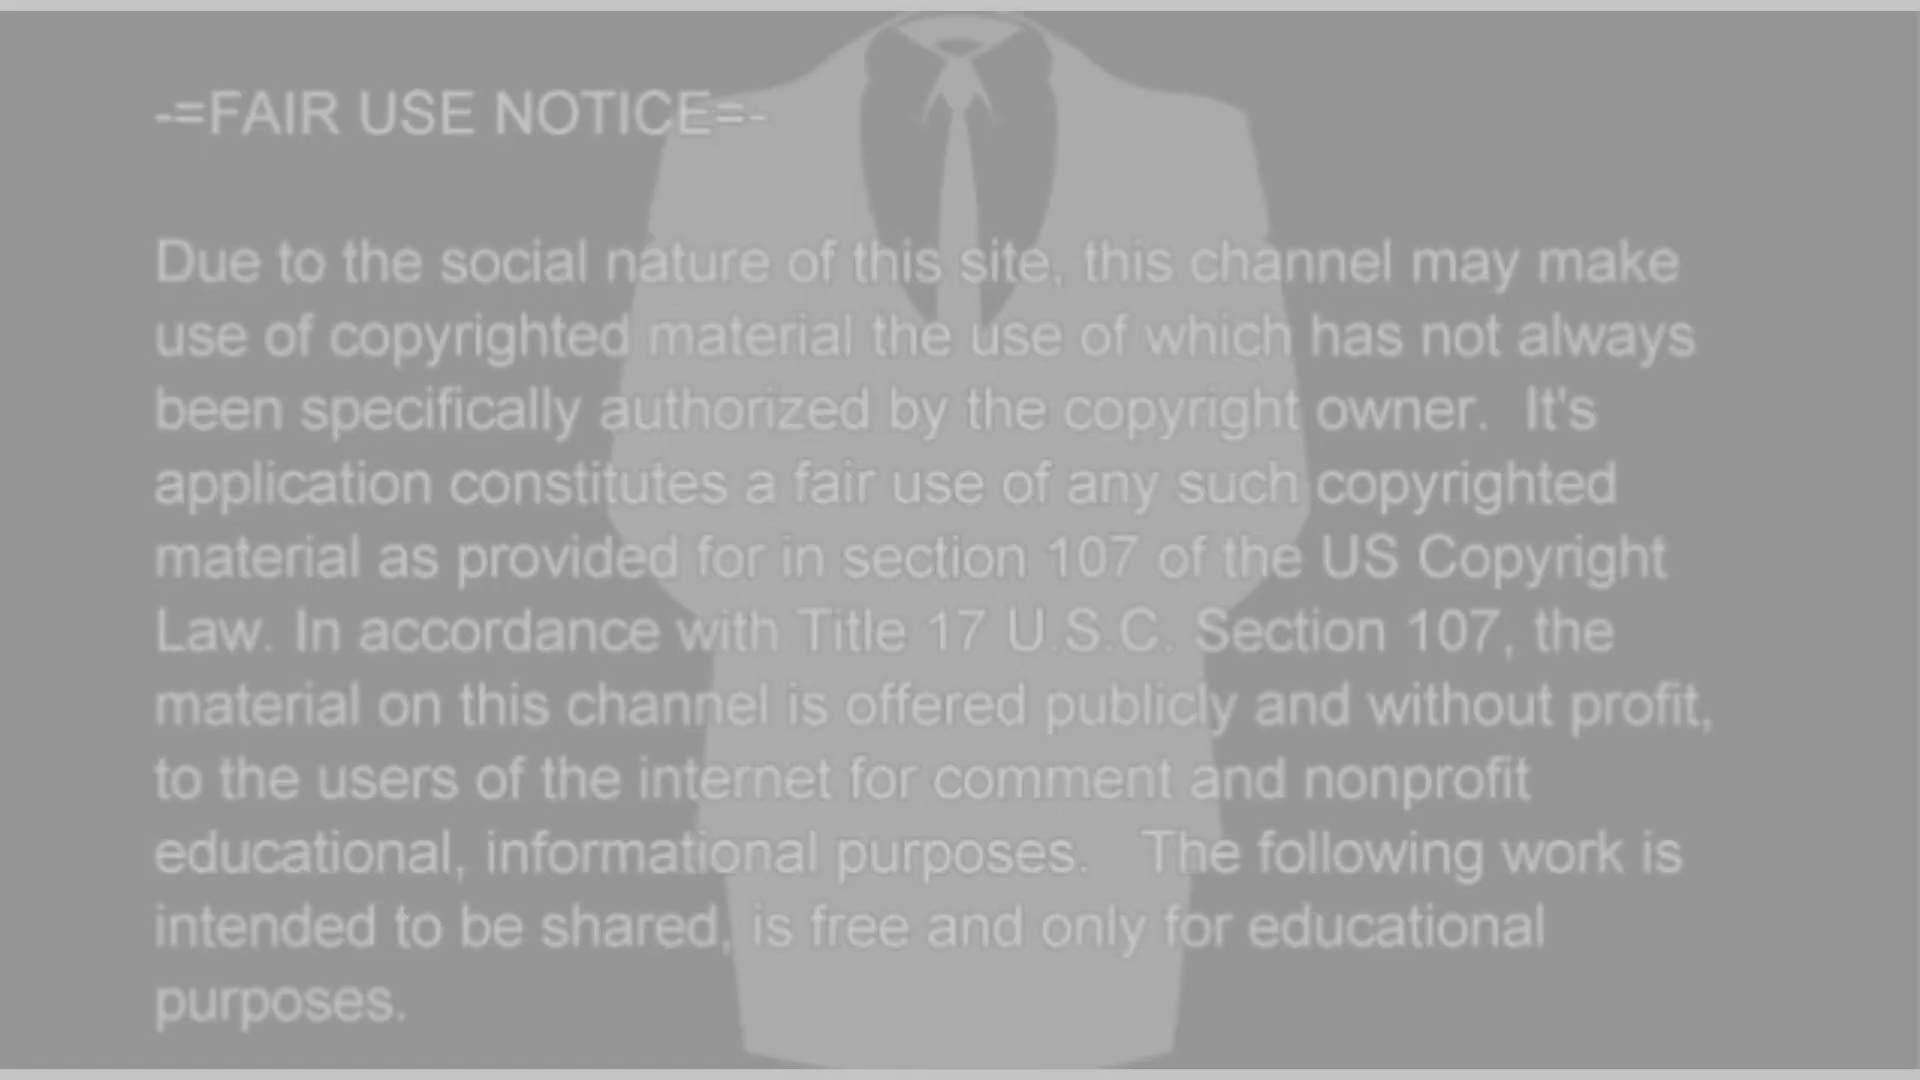 -=FAIR USE NOTICE=-
Due to the social nature of this site, this channel may make
use of copyrighted material the use of which has not always
been specifically authorized by the copyright owner.  It's
application constitutes a fair use of any such copyrighted
material as provided for in section 107 of the US Copyright
Law. In accordance with Title 17 U.S.C. Section 107, the
material on this channel is offered publicly and without profit,
to the users of the internet for comment and nonprofit
educational, informational purposes.   The following work is
intended to be shared, is free and only for educational
purposes.